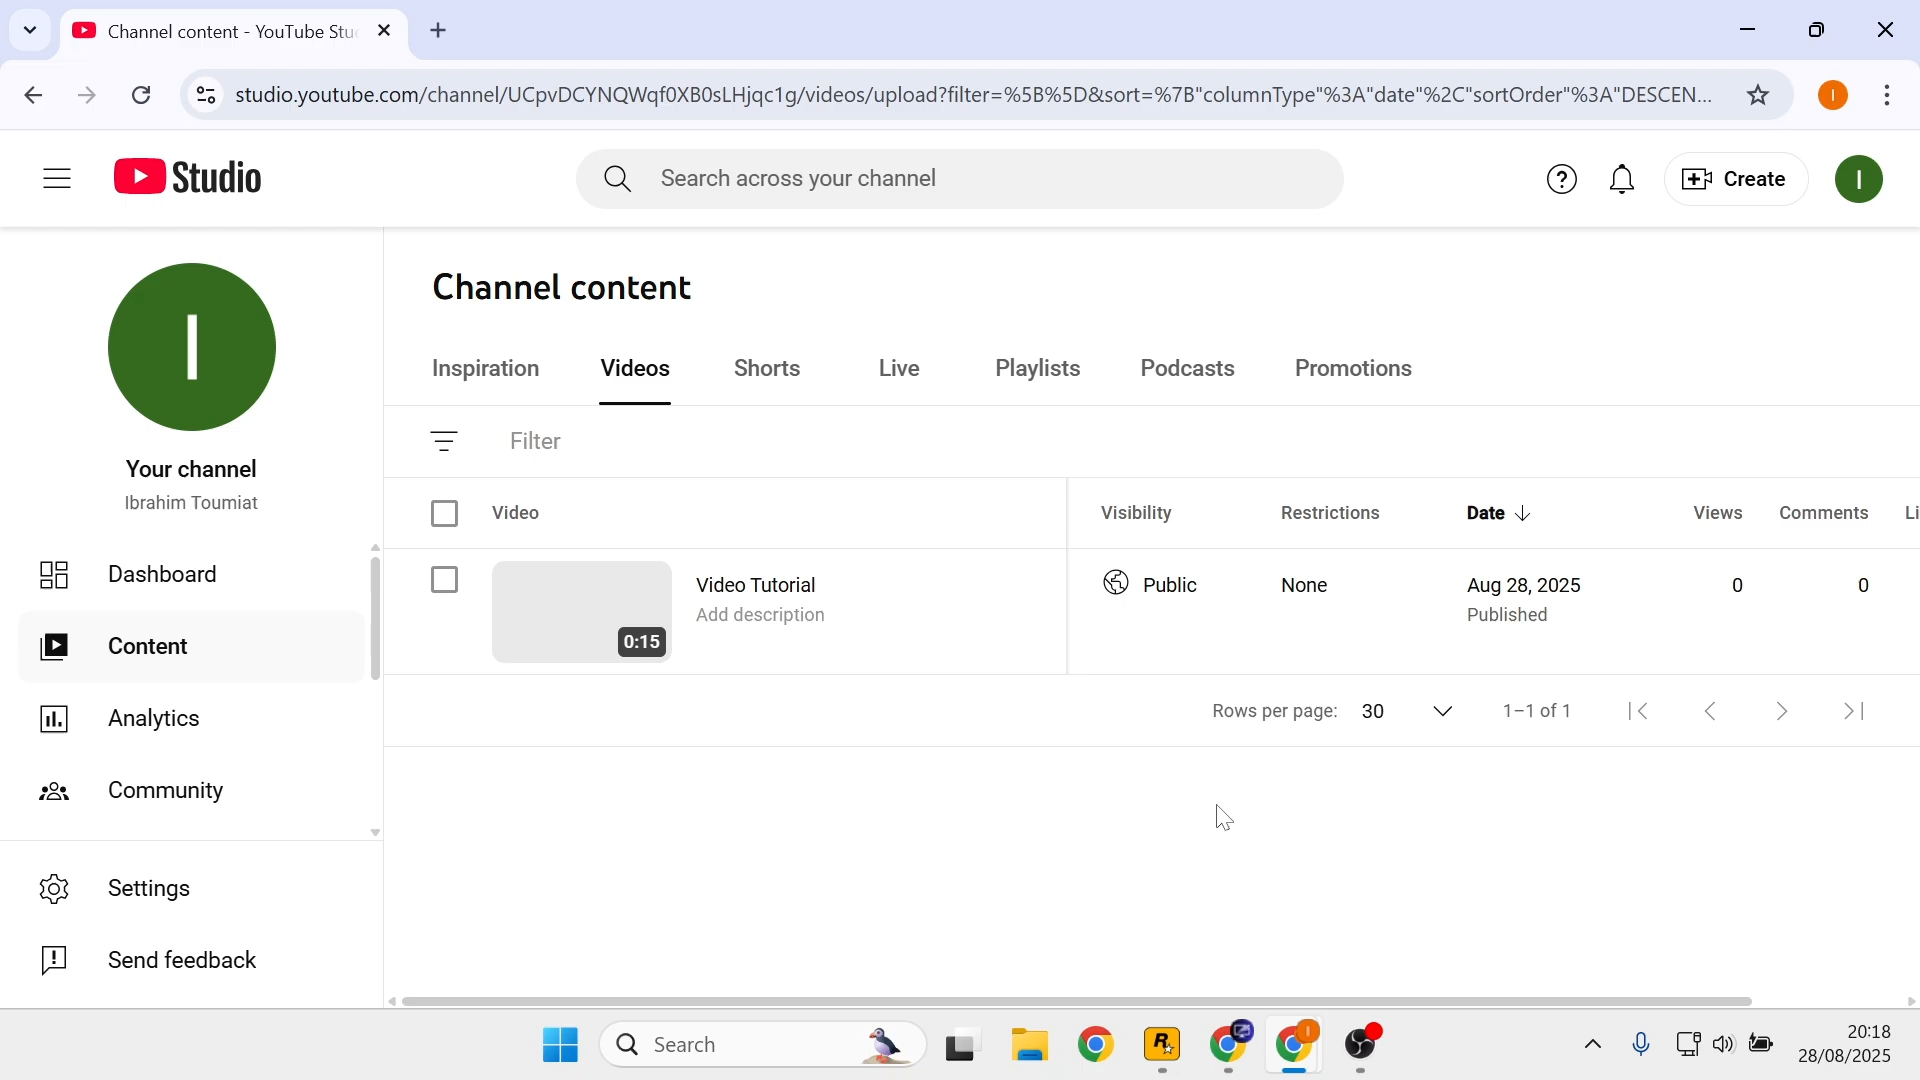 Channel content - YouTube Stu
studio.youtube.com/channel/UCpvDCYNQWqf0XB0sLHjqc1g/videos/upload?filter=%5B%5D&sort=%7B"columnType"%3A"date"%2C"sortOrder"%3A"DESCEN...
I
Studio
Search across your channel
Create
I
I
Your channel
Ibrahim Toumiat
Dashboard
Content
Analytics
Community
Settings
Send feedback
Channel content
Inspiration Videos Shorts Live Playlists Podcasts Promotions
Filter
Video Visibility Restrictions Date Views Comments Li
0:15
Video Tutorial Public None Aug 28, 2025 0 0
Add description Published
Rows per page: 30 1–1 of 1
Search
20:18
28/08/2025